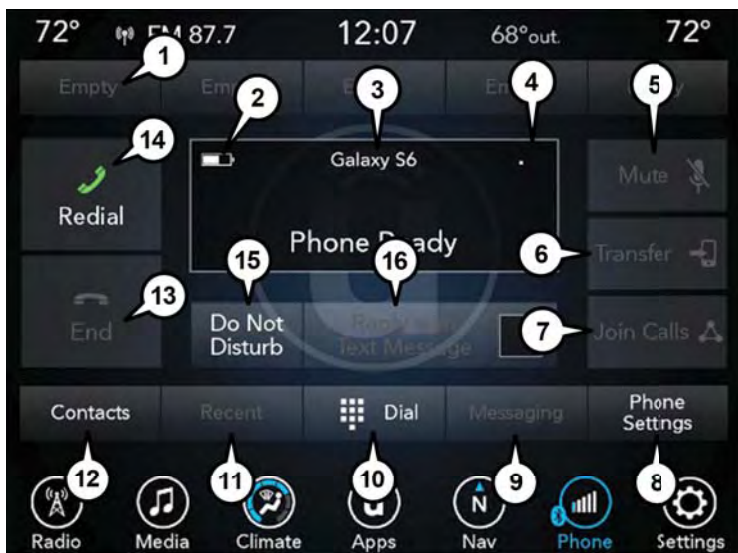 72° FM 87.7 12:07 68°out. 72°
1
Empty
2 3 4 5
14
Galaxy S6
Mute
Redial
Phone Ready
6 Transfer
15 16
13
End
Do Not
Disturb
Text Message
7 Join Calls
Contacts Recent Dial Messaging Phone
Settings
12 11 10 9 8
N
Radio Media Climate Apps Nav Phone Settings